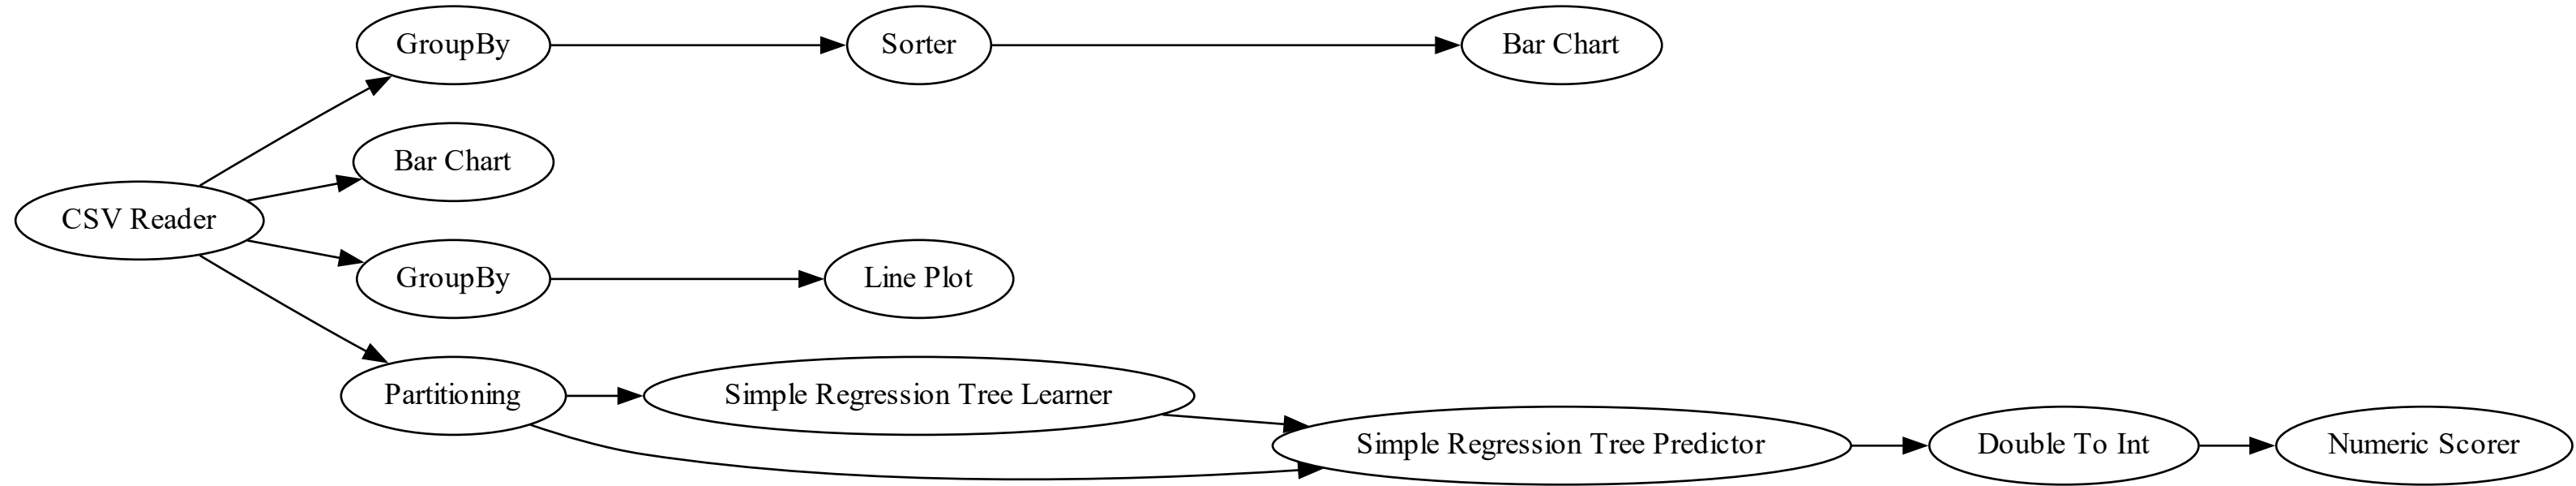 GroupBy
Sorter
Bar Chart
Bar Chart
CSV Reader
GroupBy
Line Plot
Partitioning
Simple Regression Tree Learner
Simple Regression Tree Predictor
Double To Int
Numeric Scorer